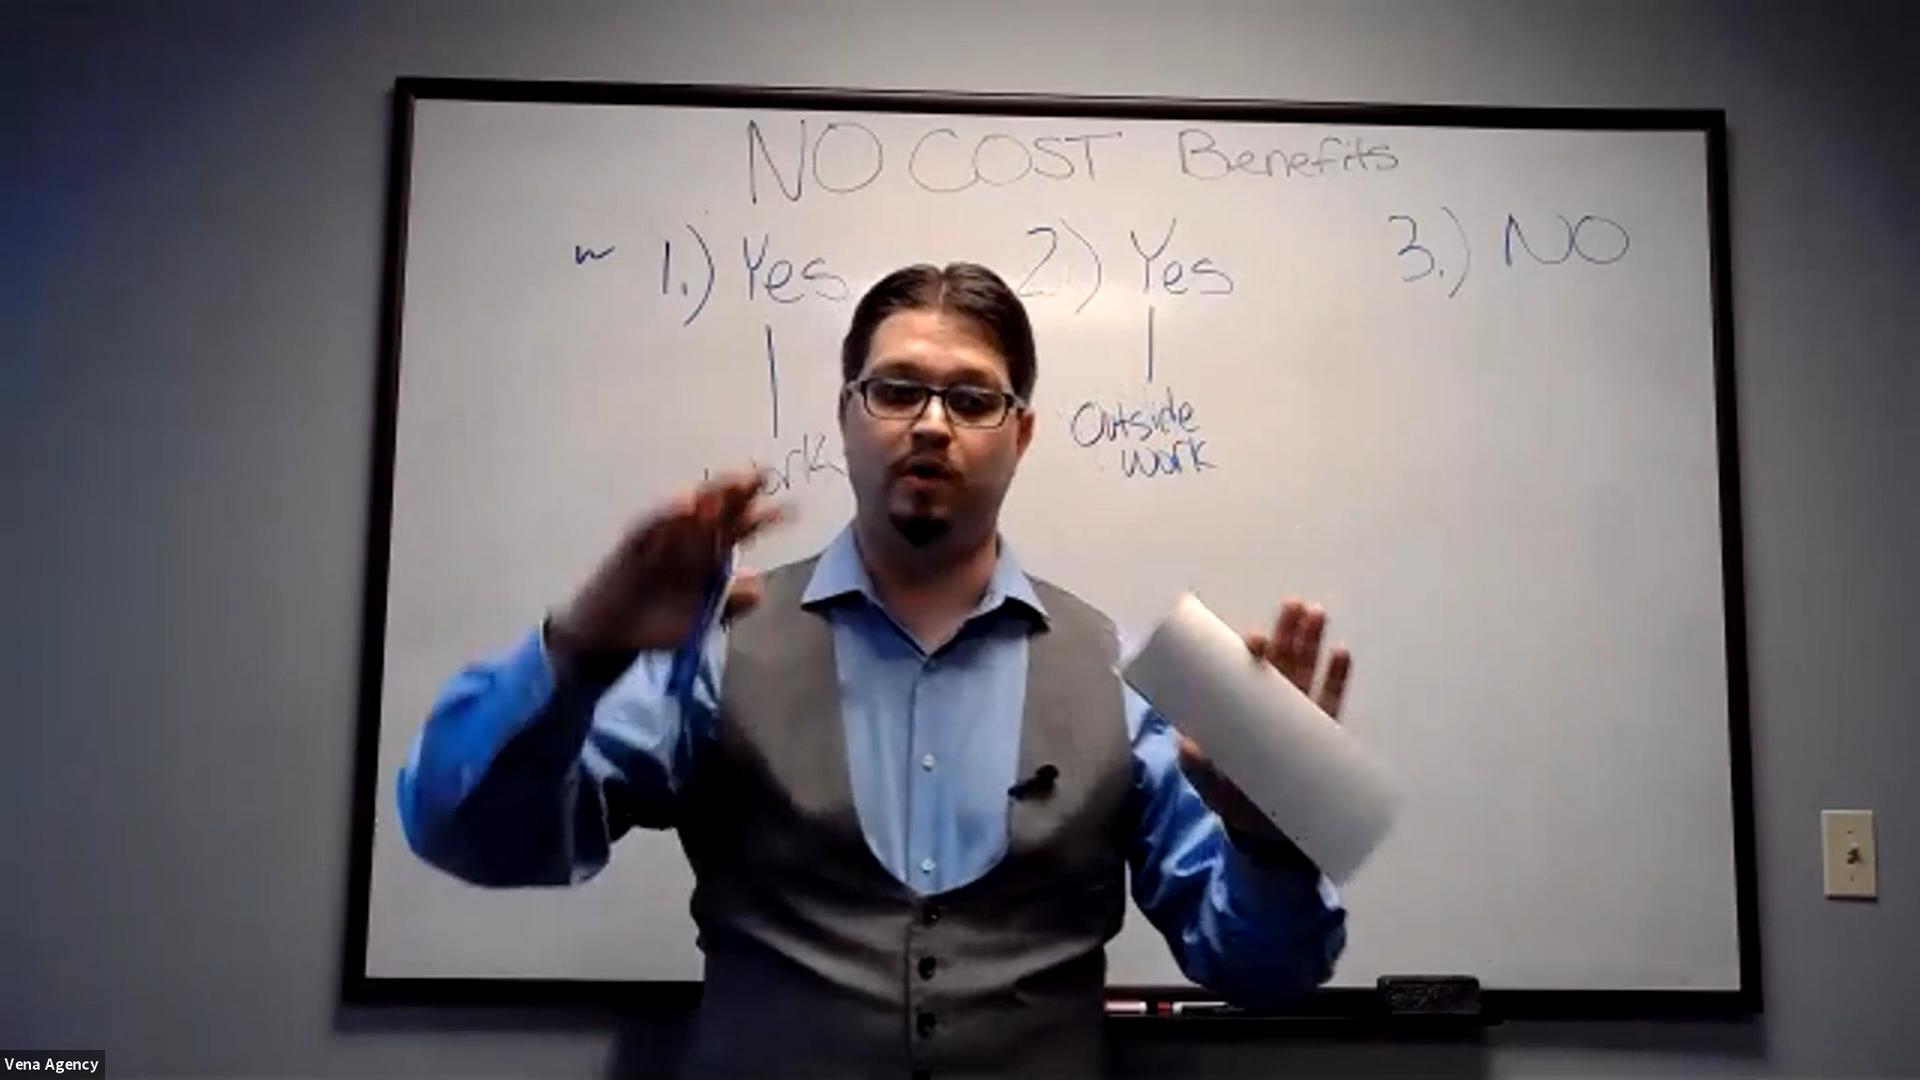 NO COST Benefits
1.) Yes 2.) Yes 3.) NO
Outside
work
Vena Agency